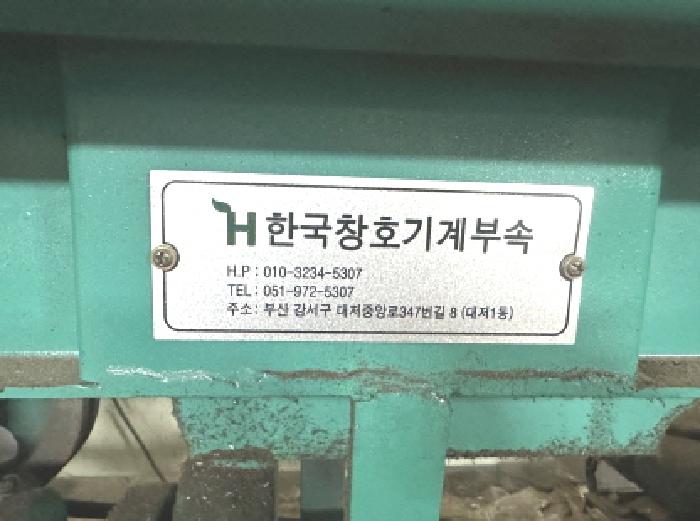 H 한국창호기계부속
H.P : 010-3234-5307
TEL : 051-972-5307
주소 : 부산 강서구 대저중앙로347번길 8 (대저1동)